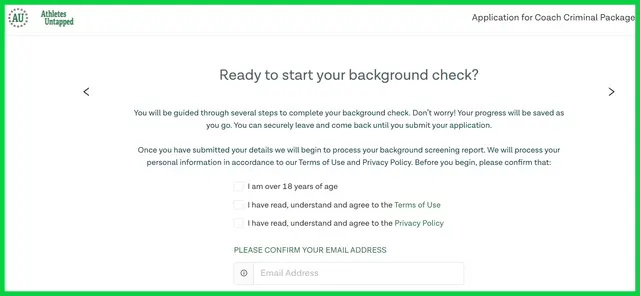 AU
Athletes
Untapped
Application for Coach Criminal Package
Ready to start your background check?
You will be guided through several steps to complete your background check. Don't worry! Your progress will be saved as
you go. You can securely leave and come back until you submit your application.
Once you have submitted your details we will begin to process your background screening report. We will process your
personal information in accordance to our Terms of Use and Privacy Policy. Before you begin, please confirm that:
I am over 18 years of age
I have read, understand and agree to the Terms of Use
I have read, understand and agree to the Privacy Policy
PLEASE CONFIRM YOUR EMAIL ADDRESS
Email Address